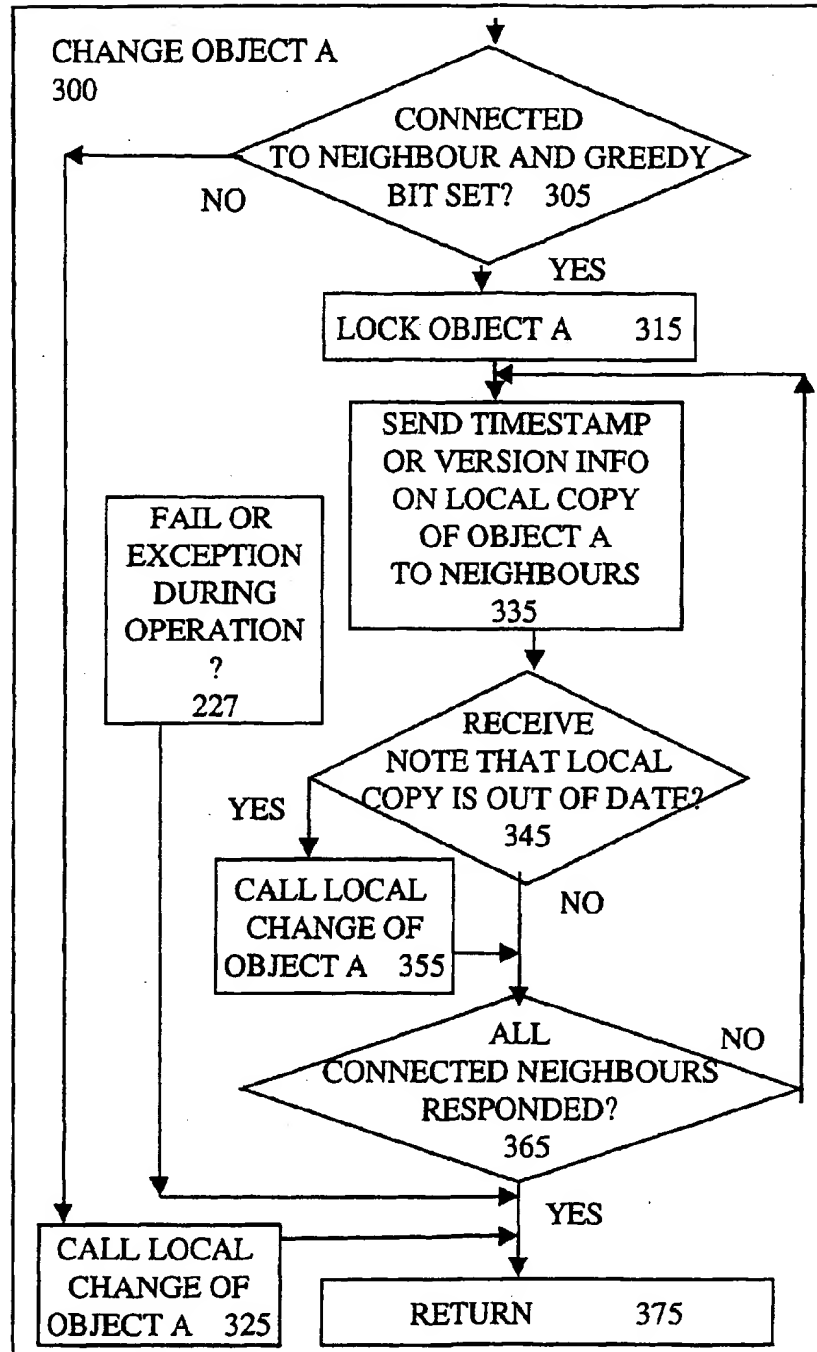 CHANGE OBJECT A
300
CONNECTED
TO NEIGHBOUR AND GREEDY
BIT SET? 305
NO
YES
LOCK OBJECT A 315
SEND TIMESTAMP
OR VERSION INFO
ON LOCAL COPY
OF OBJECT A
TO NEIGHBOURS
335
FAIL OR
EXCEPTION
DURING
OPERATION
?
227
RECEIVE
NOTE THAT LOCAL
COPY IS OUT OF DATE?
345
YES
NO
CALL LOCAL
CHANGE OF
OBJECT A 355
ALL
CONNECTED NEIGHBOURS
RESPONDED?
365
NO
YES
CALL LOCAL
CHANGE OF
OBJECT A 325
RETURN 375